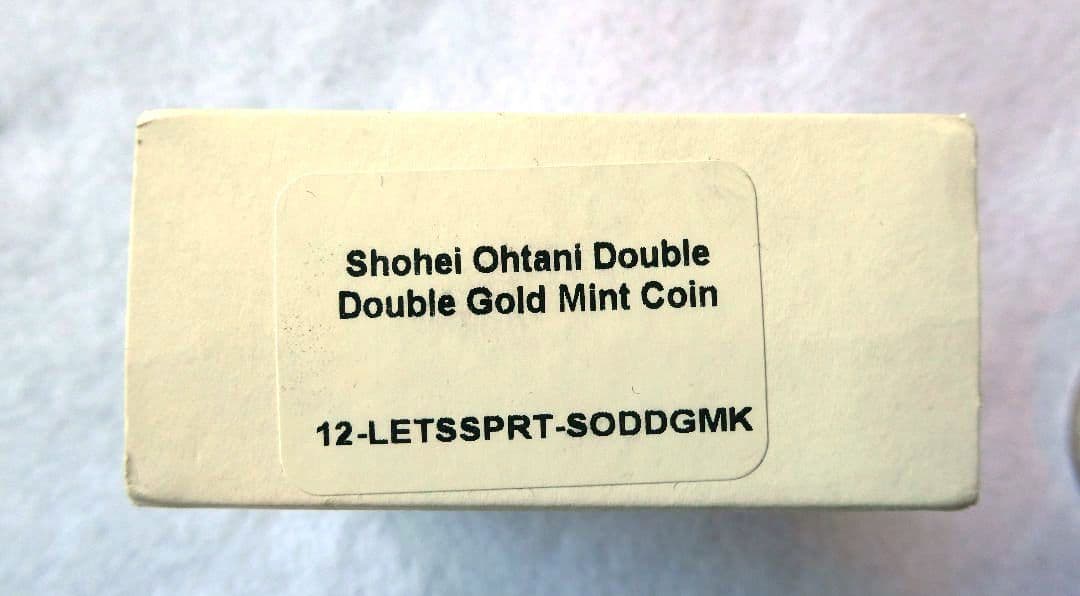 Shohei Ohtani Double
Double Gold Mint Coin
12-LETSSPRT-SODDGMK